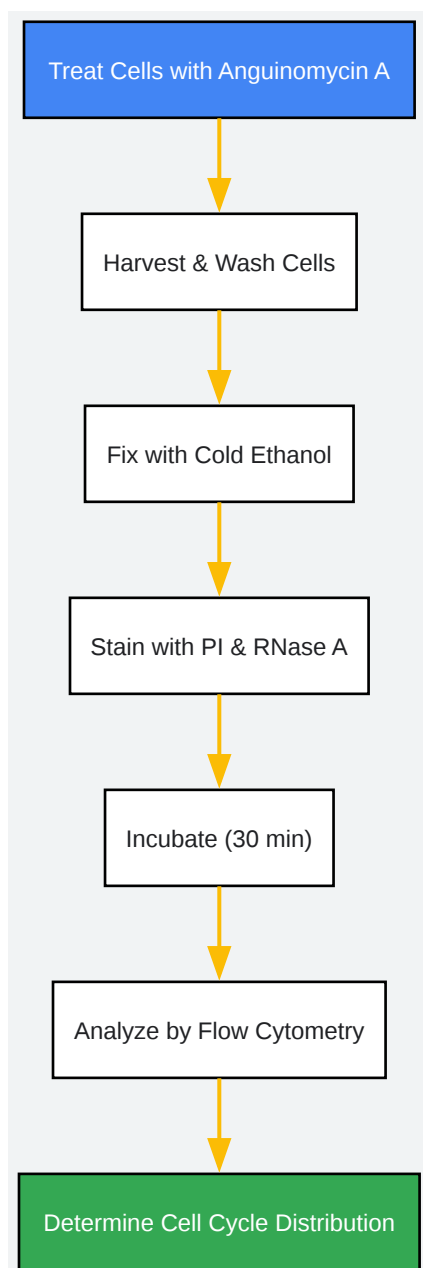 Treat Cells with Anguinomycin A
Harvest & Wash Cells
Fix with Cold Ethanol
Stain with PI & RNase A
Incubate (30 min)
Analyze by Flow Cytometry
Determine Cell Cycle Distribution